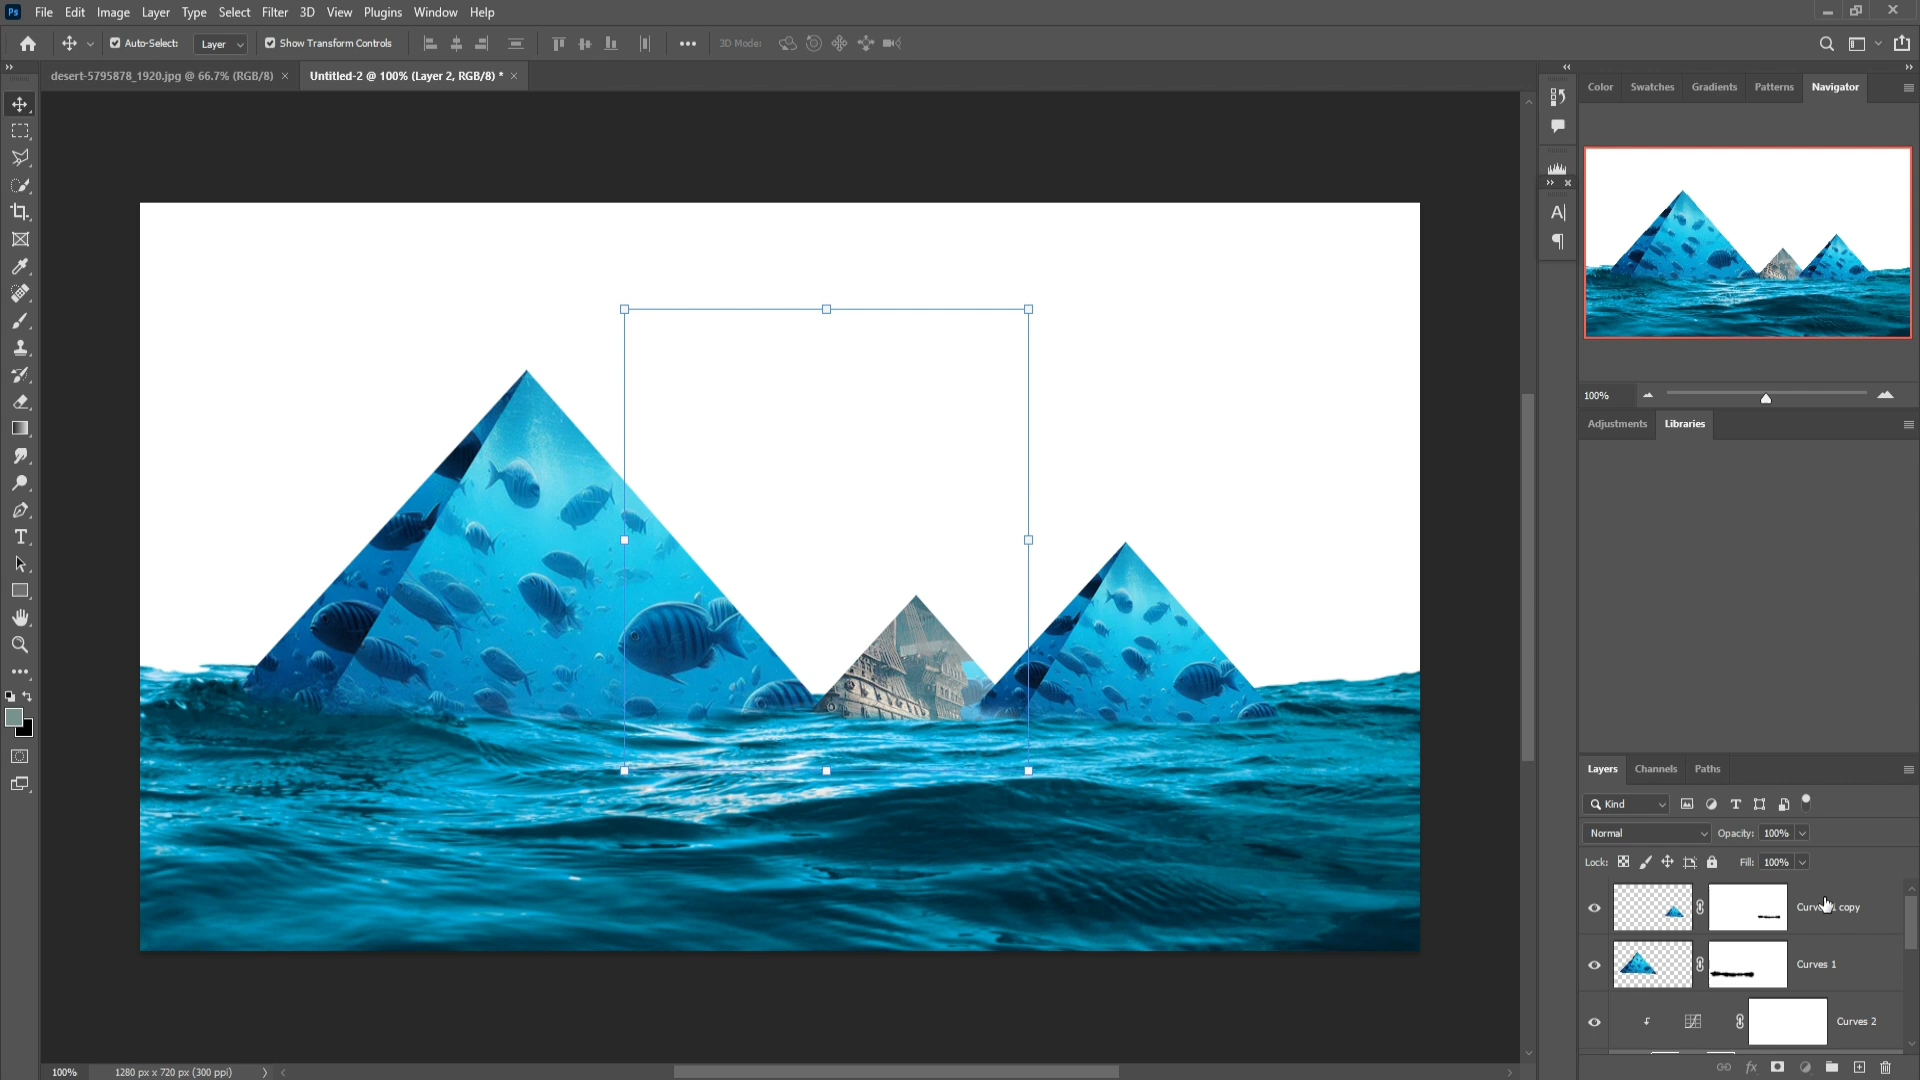 Ps File Edit Image Layer Type Select Filter 3D View Plugins Window Help
Auto-Select: Layer Show Transform Controls 3D Mode:
desert-5795878_1920.jpg @ 66.7% (RGB/8) × Untitled-2 @ 100% (Layer 2, RGB/8) * ×
Color Swatches Gradients Patterns Navigator
100%
Adjustments Libraries
Layers Channels Paths
Kind
Normal Opacity: 100%
Lock: Fill: 100%
copy
Curves 1
Curves 2
100% 1280 px x 720 px (300 ppi)